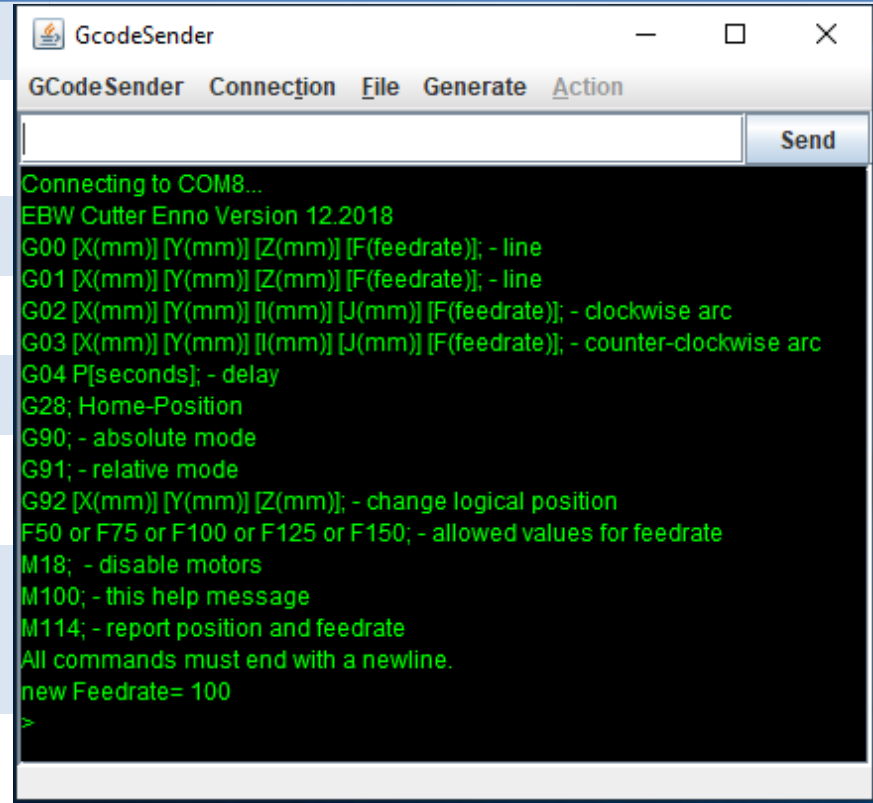 GcodeSender
GCodeSender Connection File Generate Action
Send
Connecting to COM8...
EBW Cutter Enno Version 12.2018
G00 [X(mm)] [Y(mm)] [Z(mm)] [F(feedrate)]; - line
G01 [X(mm)] [Y(mm)] [Z(mm)] [F(feedrate)]; - line
G02 [X(mm)] [Y(mm)] [I(mm)] [J(mm)] [F(feedrate)]; - clockwise arc
G03 [X(mm)] [Y(mm)] [I(mm)] [J(mm)] [F(feedrate)]; - counter-clockwise arc
G04 P[seconds]; - delay
G28; Home-Position
G90; - absolute mode
G91; - relative mode
G92 [X(mm)] [Y(mm)] [Z(mm)]; - change logical position
F50 or F75 or F100 or F125 or F150; - allowed values for feedrate
M18;  - disable motors
M100; - this help message
M114; - report position and feedrate
All commands must end with a newline.
new Feedrate= 100
>